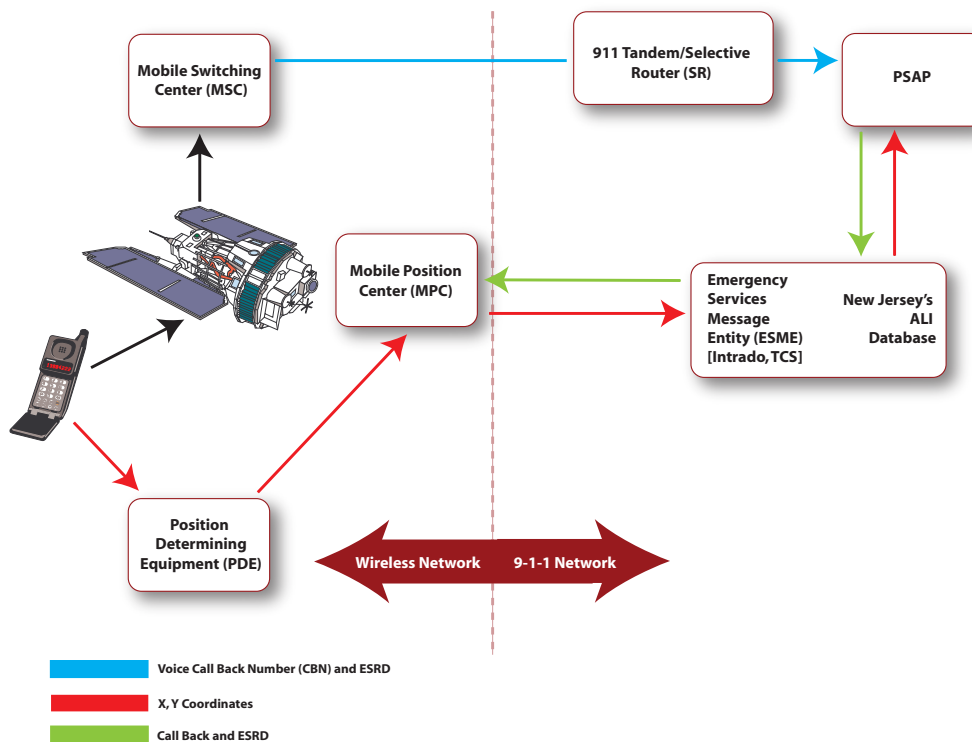 Mobile Switching
Center (MSC)
911 Tandem/Selective
Router (SR)
PSAP
Mobile Position
Center (MPC)
Emergency
Services
Message
Entity (ESME)
[Intrado, TCS]
New Jersey's
ALI
Database
Position
Determining
Equipment (PDE)
Wireless Network
9-1-1 Network
Voice Call Back Number (CBN) and ESRD
X, Y Coordinates
Call Back and ESRD